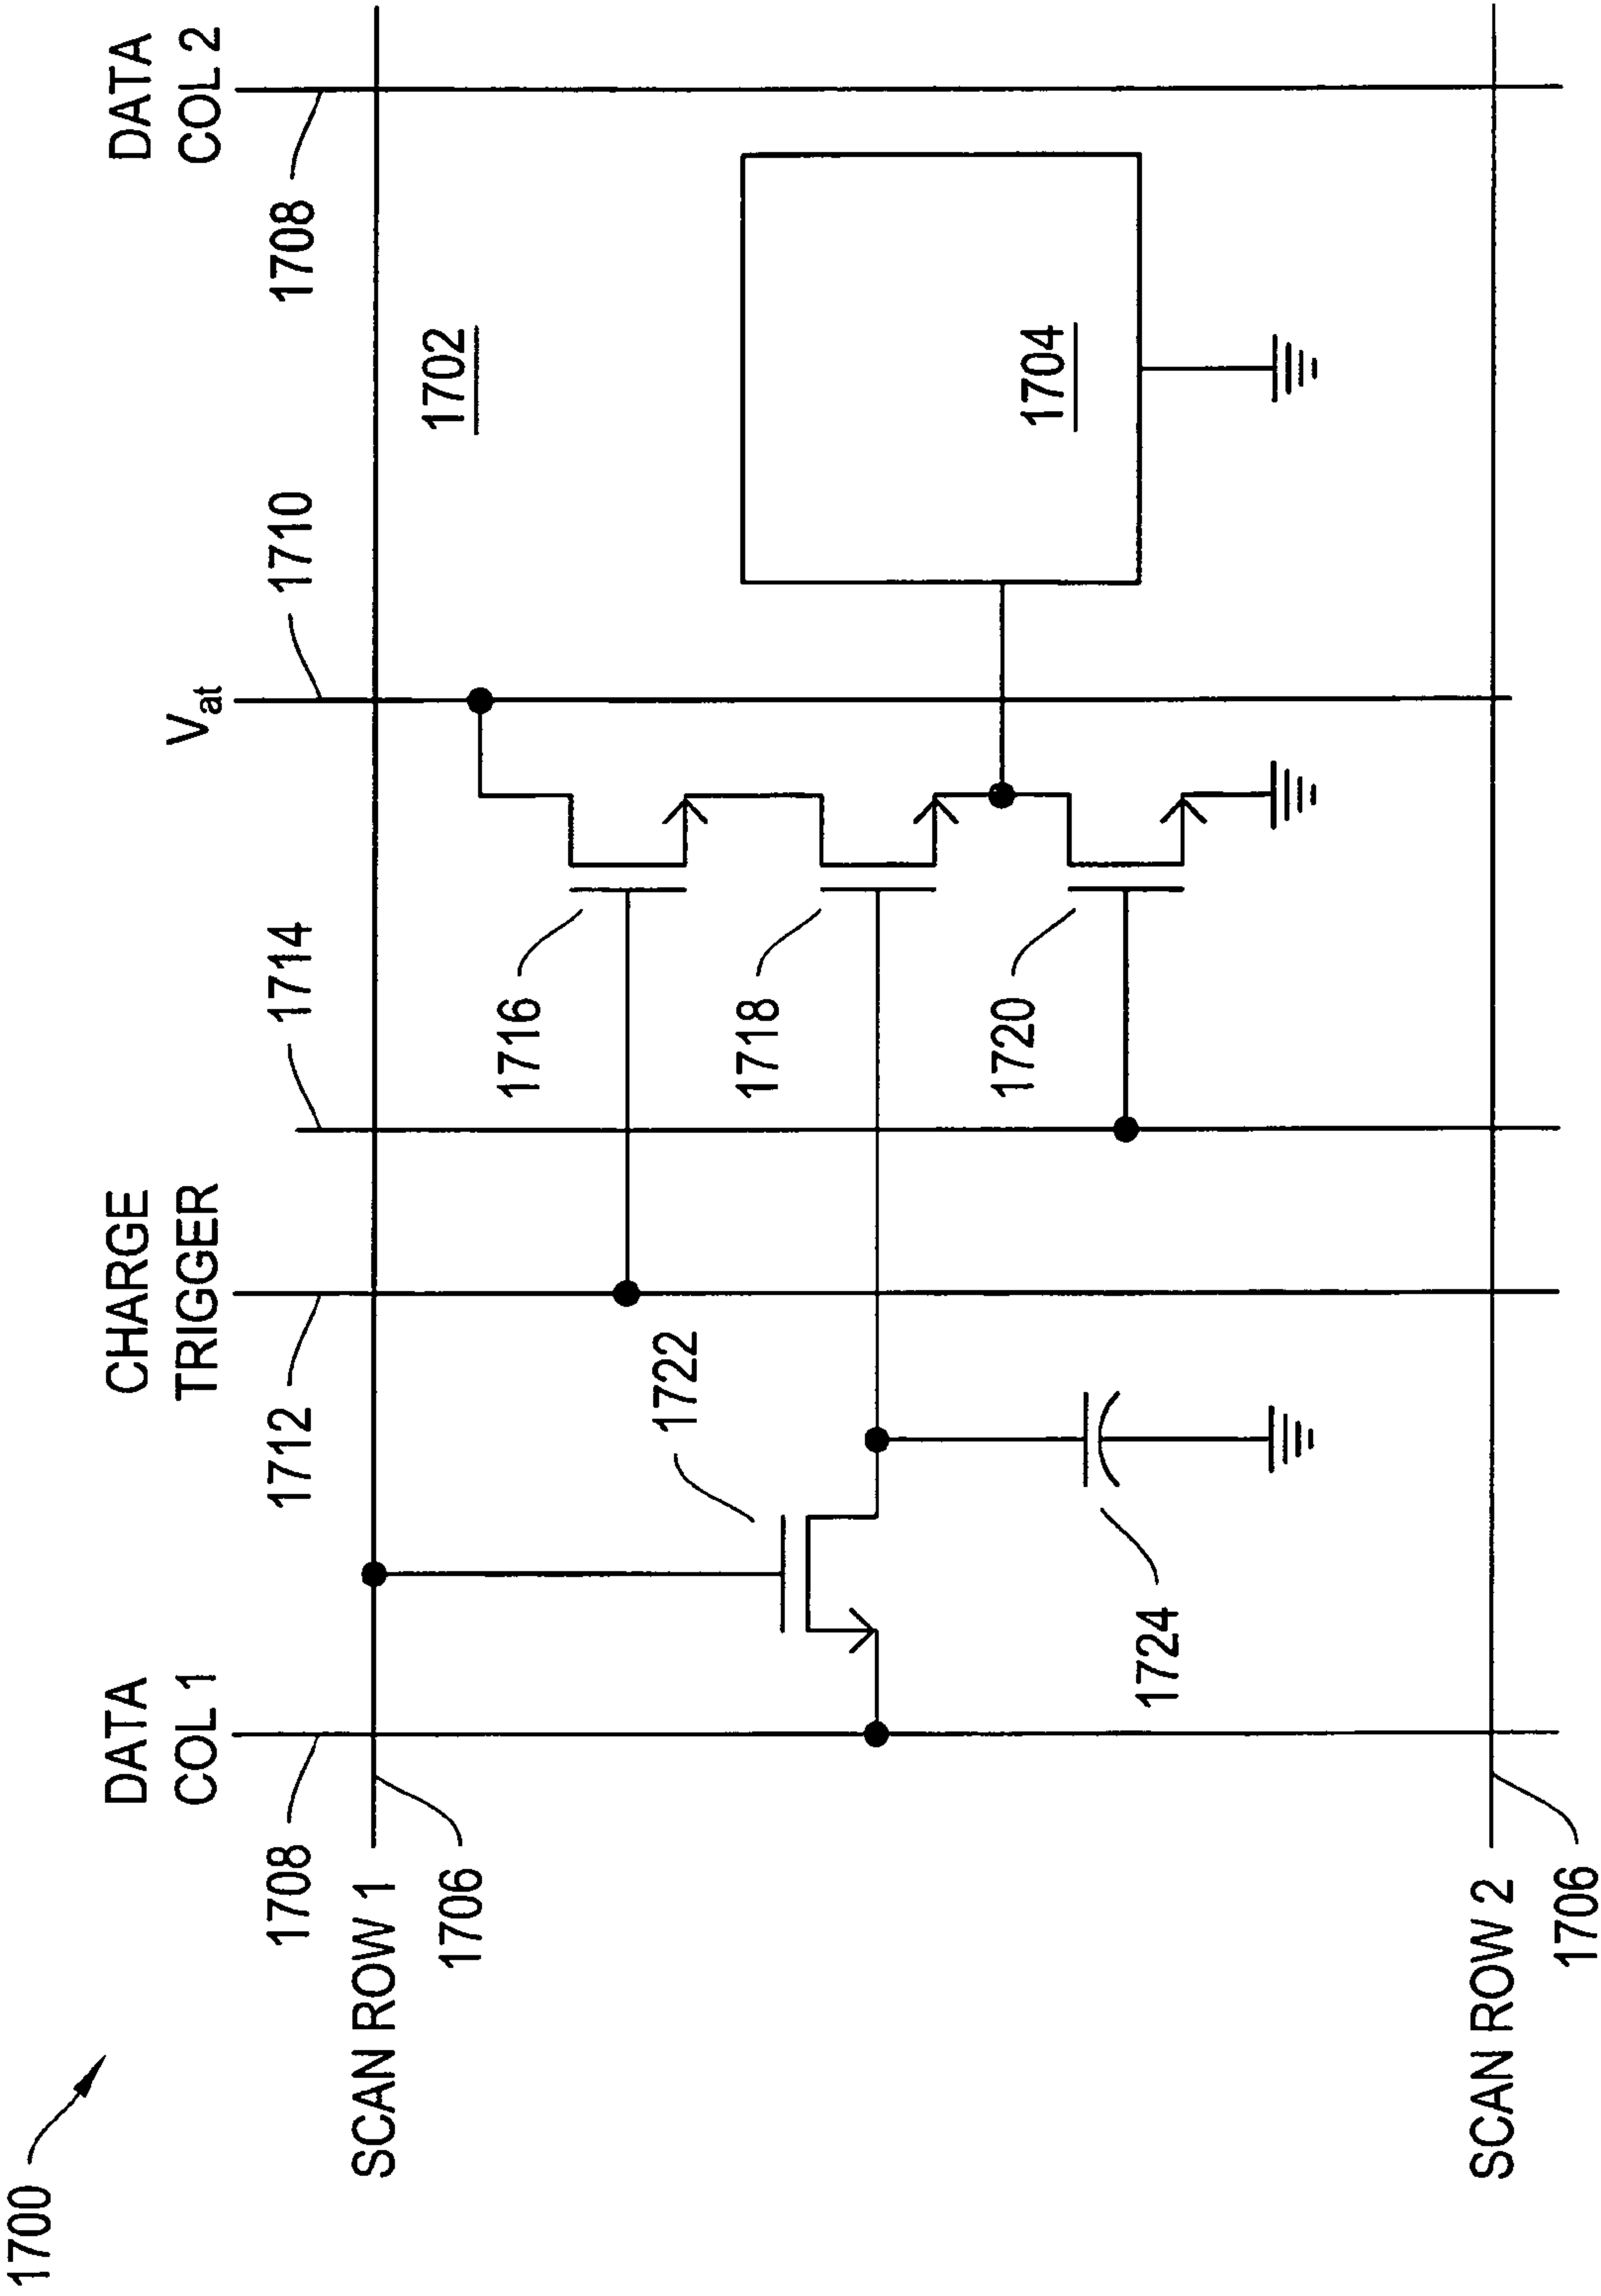 1700
DATA
COL 1
CHARGE
TRIGGER
V_at
DATA
COL 2
1708
1712
1714
1710
1708
SCAN ROW 1
1706
1702
1716
1722
1718
1720
1704
1724
SCAN ROW 2
1706